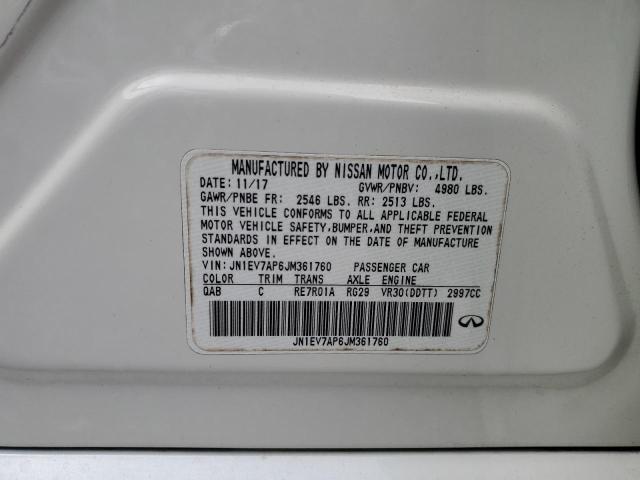 MANUFACTURED BY NISSAN MOTOR CO.,LTD.
DATE: 11/17 GVWR/PNBV: 4980 LBS.
GAWR/PNBE FR: 2546 LBS. RR: 2513 LBS.
THIS VEHICLE CONFORMS TO ALL APPLICABLE FEDERAL
MOTOR VEHICLE SAFETY,BUMPER,AND THEFT PREVENTION
STANDARDS IN EFFECT ON THE DATE OF MANUFACTURE
SHOWN ABOVE.
VIN: JN1EV7AP6JM361760 PASSENGER CAR
COLOR TRIM TRANS AXLE ENGINE
QAB C RE7R01A RG29 VR30(DDTT) 2997CC
JN1EV7AP6JM361760